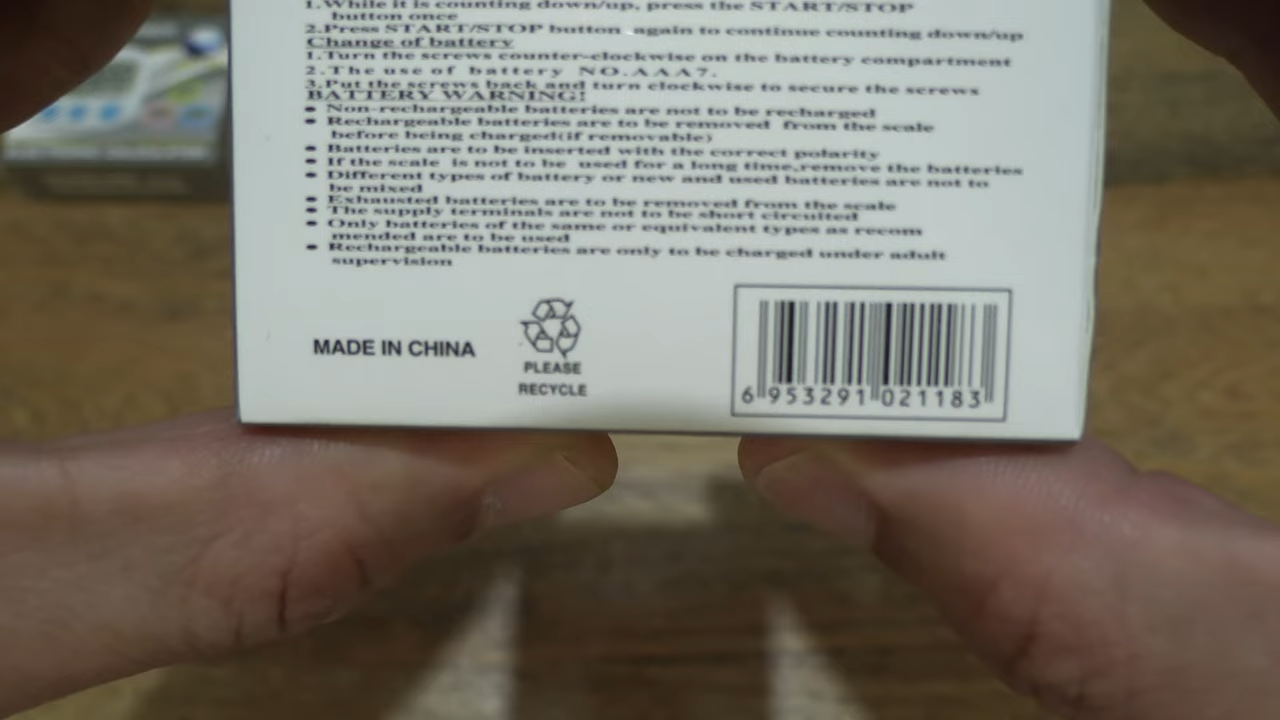 1.While it is counting down/up, press the START/STOP
button once
2.Press START/STOP button again to continue counting down/up
Change of battery
1.Turn the screws counter-clockwise on the battery compartment
2.The use of battery NO.AAA7.
3.Put the screws back and turn clockwise to secure the screws
BATTERY WARNING!
• Non-rechargeable batteries are not to be recharged
• Rechargeable batteries are to be removed from the scale
before being charged(if removable)
• Batteries are to be inserted with the correct polarity
• If the scale is not to be used for a long time,remove the batteries
• Different types of battery or new and used batteries are not to
be mixed
• Exhausted batteries are to be removed from the scale
• The supply terminals are not to be short circuited
• Only batteries of the same or equivalent types as recom
mended are to be used
• Rechargeable batteries are only to be charged under adult
supervision
MADE IN CHINA
PLEASE
RECYCLE
6 953291 021183